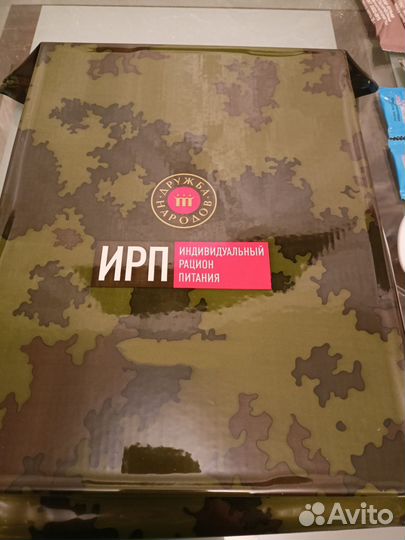 ДРУЖБА
НАРОДОВ
ИРП
ИНДИВИДУАЛЬНЫЙ
РАЦИОН
ПИТАНИЯ
Avito